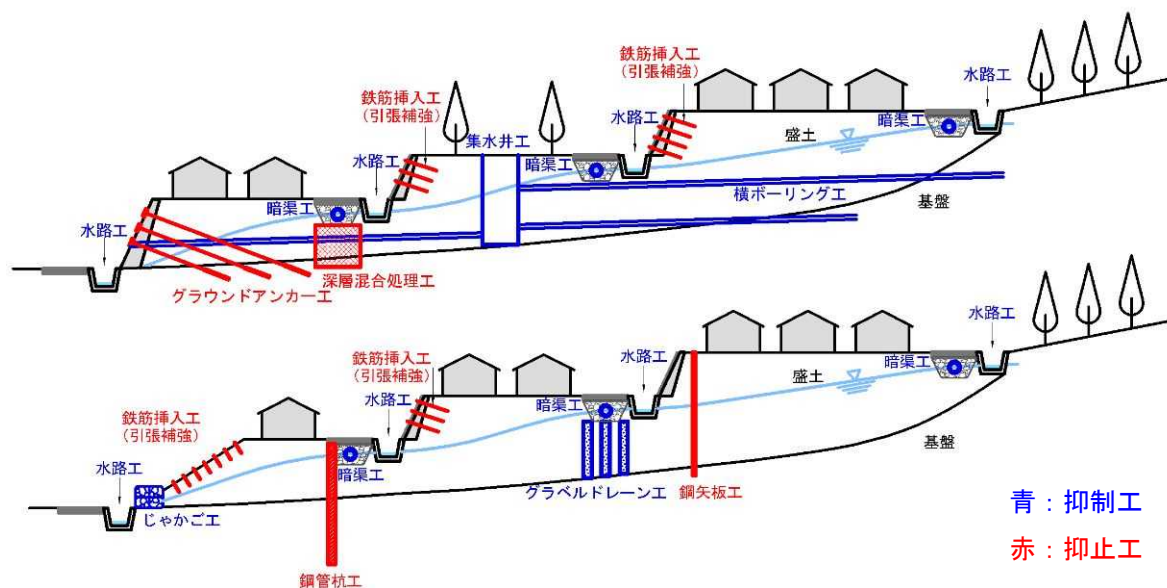 鉄筋挿入工
(引張補強)
水路工
鉄筋挿入工
(引張補強)
水路工
暗渠工
盛土
集水井工
暗渠工
水路工
横ボーリング工
基盤
暗渠工
水路工
深層混合処理工
グラウンドアンカー工
水路工
鉄筋挿入工
(引張補強)
水路工
暗渠工
盛土
水路工
暗渠工
鉄筋挿入工
(引張補強)
水路工
基盤
暗渠工
水路工
グラベルドレーン工
鋼矢板工
じゃかご工
鋼管杭工
青：抑制工
赤：抑止工